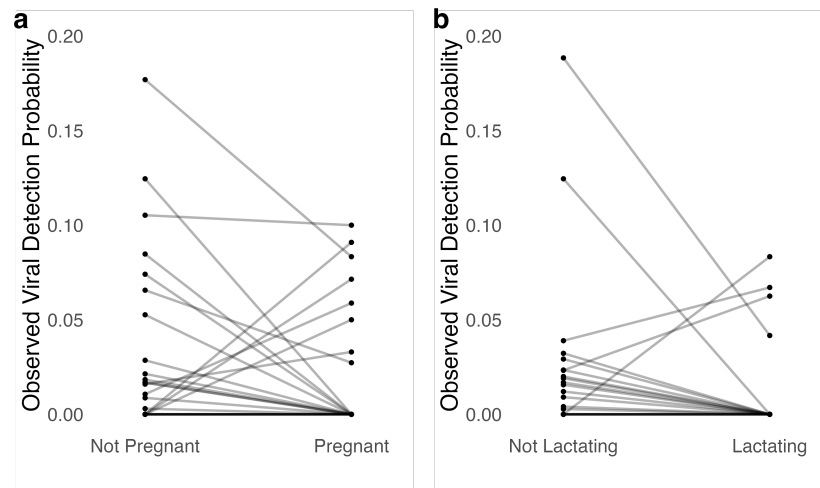 a
Observed Viral Detection Probability
0.20
0.15
0.10
0.05
0.00
Not Pregnant
Pregnant
b
Observed Viral Detection Probability
0.20
0.15
0.10
0.05
0.00
Not Lactating
Lactating